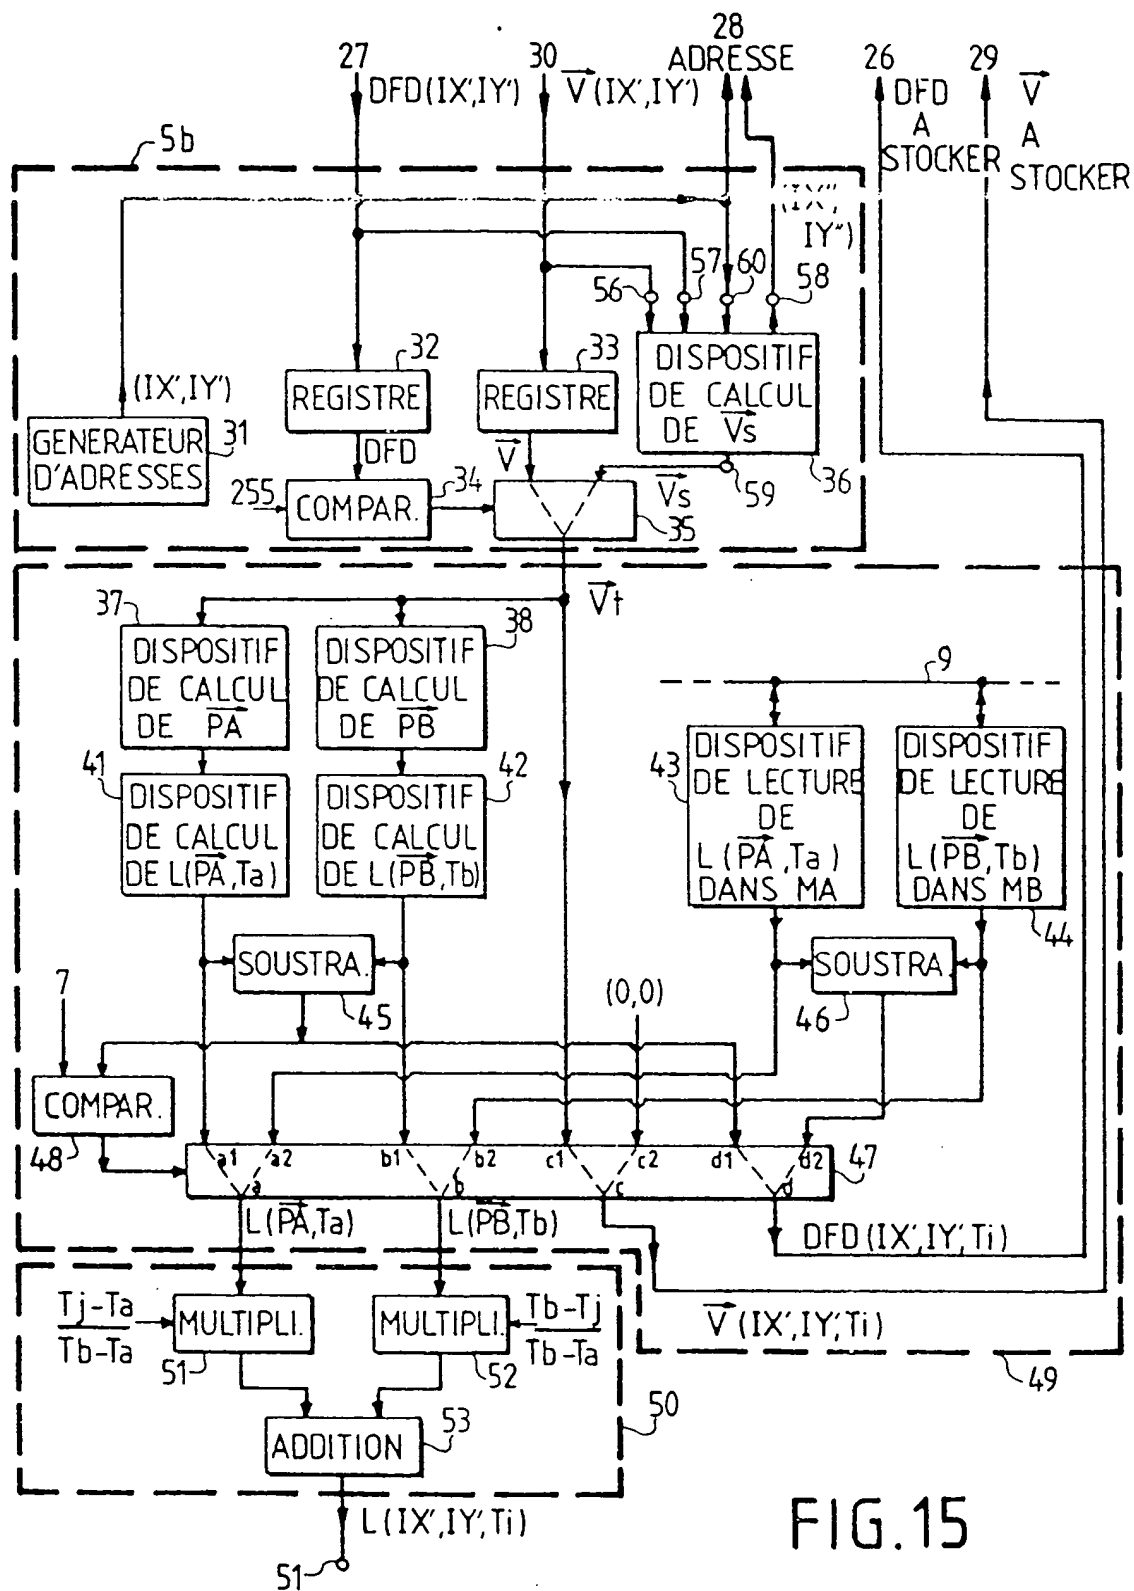 28
27
30
ADRESSE
26
29
DFD(IX',IY')
V(IX',IY')
DFD
A
STOCKER
V
A
STOCKER
5b
(IX'',
IY'')
56
57
60
58
32
33
(IX',IY')
REGISTRE
REGISTRE
DISPOSITIF
DE CALCUL
DE Vs
31
GENERATEUR
D'ADRESSES
DFD
V
34
Vs
59
36
255
COMPAR.
35
37
Vt
38
DISPOSITIF
DE CALCUL
DE PA
DISPOSITIF
DE CALCUL
DE PB
9
41
42
43
DISPOSITIF
DE CALCUL
DE L(PA,Ta)
DISPOSITIF
DE CALCUL
DE L(PB,Tb)
DISPOSITIF
DE LECTURE
DE
L(PA,Ta)
DANS MA
DISPOSITIF
DE LECTURE
DE
L(PB,Tb)
DANS MB
44
SOUSTRA.
SOUSTRA.
7
45
(0,0)
46
COMPAR.
48
a1 a2 b1 b2 c1 c2 d1 d2
47
a b c d
L(PA,Ta)
L(PB,Tb)
DFD(IX',IY',Ti)
Tj-Ta
Tb-Ta
MULTIPLI.
MULTIPLI.
Tb-Tj
Tb-Ta
V(IX',IY',Ti)
51
52
49
50
53
ADDITION
L(IX',IY',Ti)
51
FIG.15